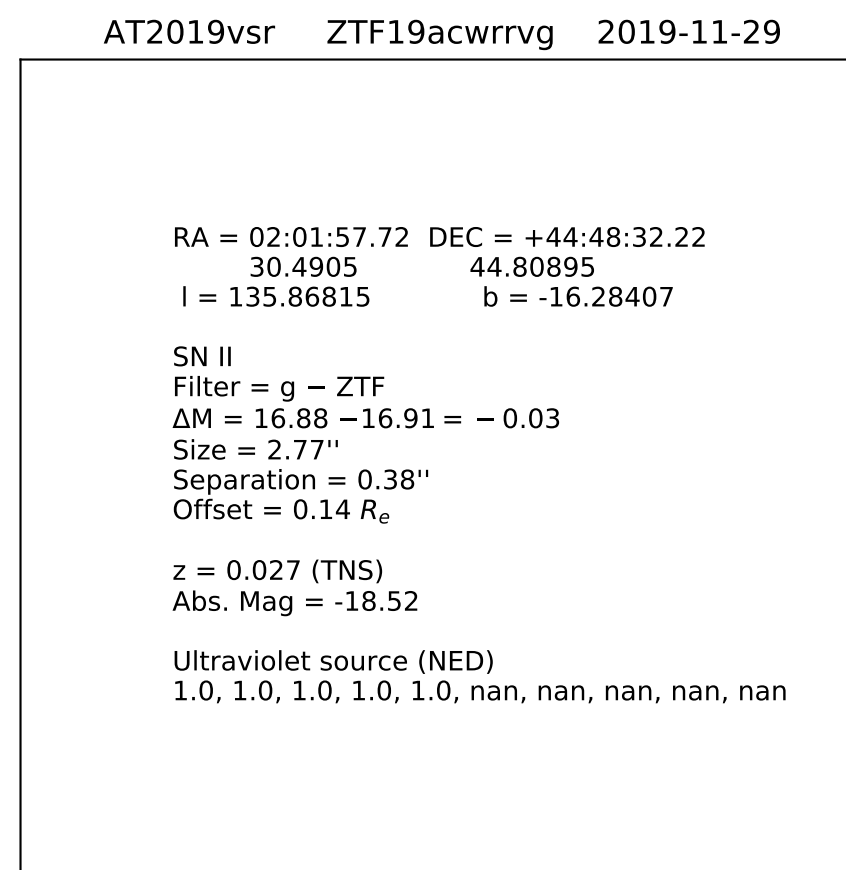 AT2019vsr ZTF19acwrrvg 2019-11-29
RA = 02:01:57.72 DEC = +44:48:32.22
30.4905 44.80895
l = 135.86815 b = -16.28407
SN II
Filter = g − ZTF
ΔM = 16.88 −16.91 = − 0.03
Size = 2.77''
Separation = 0.38''
Offset = 0.14 Re
z = 0.027 (TNS)
Abs. Mag = -18.52
Ultraviolet source (NED)
1.0, 1.0, 1.0, 1.0, 1.0, nan, nan, nan, nan, nan